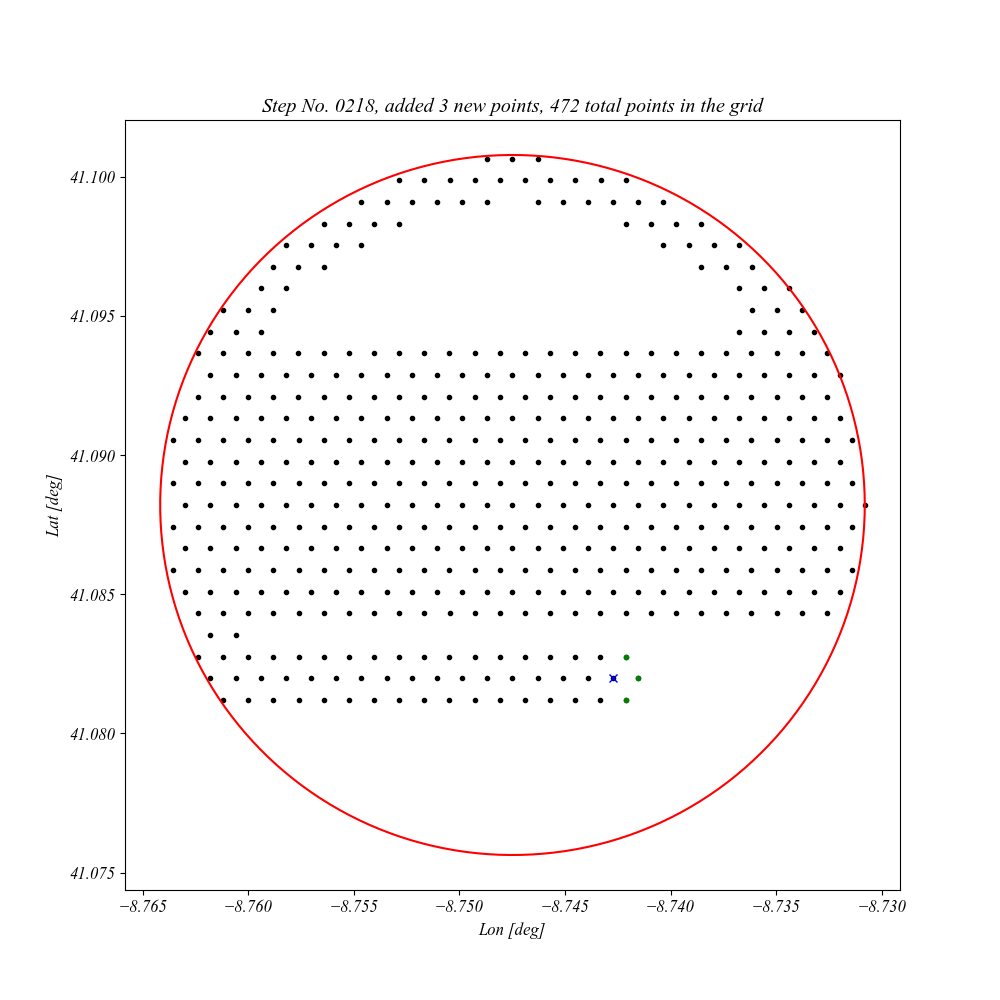 Step No. 0218, added 3 new points, 472 total points in the grid
41.100
41.095
41.090
41.085
41.080
41.075
Lat [deg]
−8.765 −8.760 −8.755 −8.750 −8.745 −8.740 −8.735 −8.730
Lon [deg]